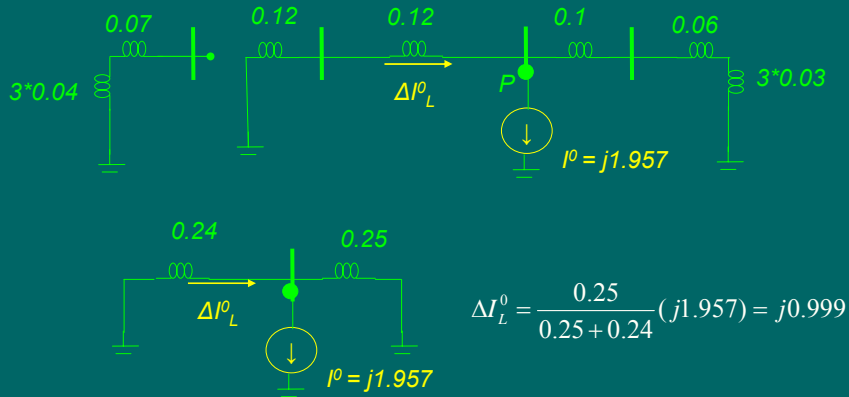 0.07
0.12
0.12
0.1
0.06
3*0.04
ΔI⁰L
P
3*0.03
↓
I⁰ = j1.957
0.24
0.25
ΔI⁰L
↓
I⁰ = j1.957
ΔI⁰L = 0.25 / (0.25 + 0.24) (j1.957) = j0.999